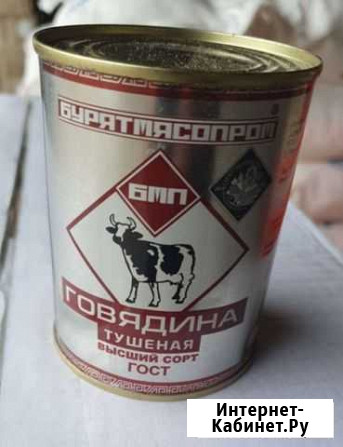 БУРЯТМЯСОПРОМ
БМП
ГОВЯДИНА
ТУШЕНАЯ
ВЫСШИЙ СОРТ
ГОСТ
Интернет-
Кабинет.Ру